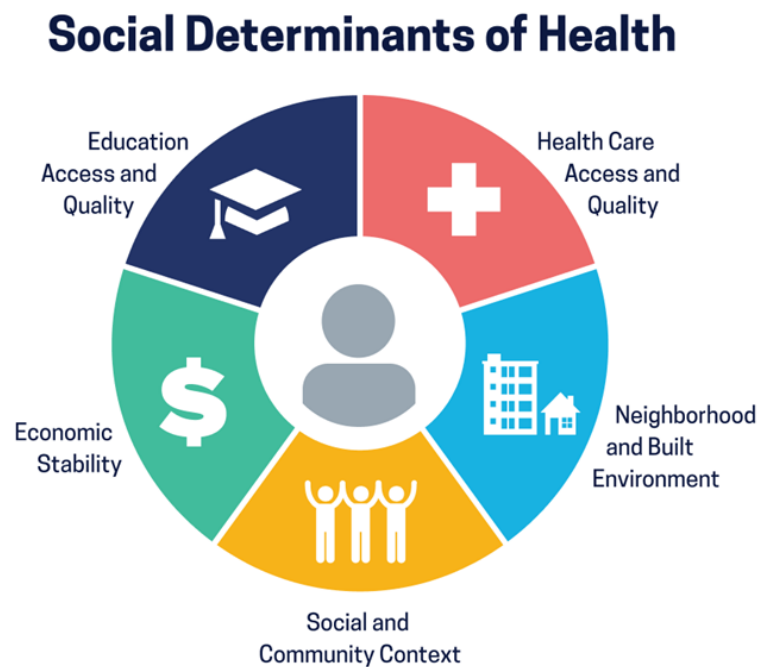 Social Determinants of Health
Education
Access and
Quality
Health Care
Access and
Quality
Economic
Stability
$
Neighborhood
and Built
Environment
Social and
Community Context